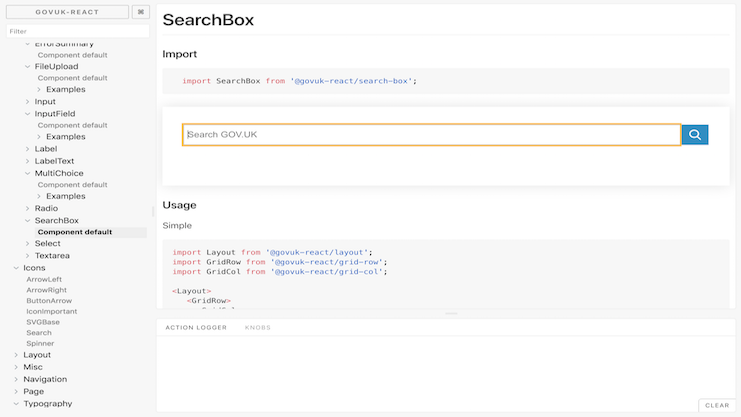 GOVUK-REACT
⌘
Filter
ErrorSummary
Component default
FileUpload
Component default
Examples
Input
InputField
Component default
Examples
Label
LabelText
MultiChoice
Component default
Examples
Radio
SearchBox
Component default
Select
Textarea
Icons
ArrowLeft
ArrowRight
ButtonArrow
IconImportant
SVGBase
Search
Spinner
Layout
Misc
Navigation
Page
Typography
SearchBox
Import
import SearchBox from '@govuk-react/search-box';
Search GOV.UK
Usage
Simple
import Layout from '@govuk-react/layout';
import GridRow from '@govuk-react/grid-row';
import GridCol from '@govuk-react/grid-col';
<Layout>
<GridRow>
ACTION LOGGER KNOBS
CLEAR